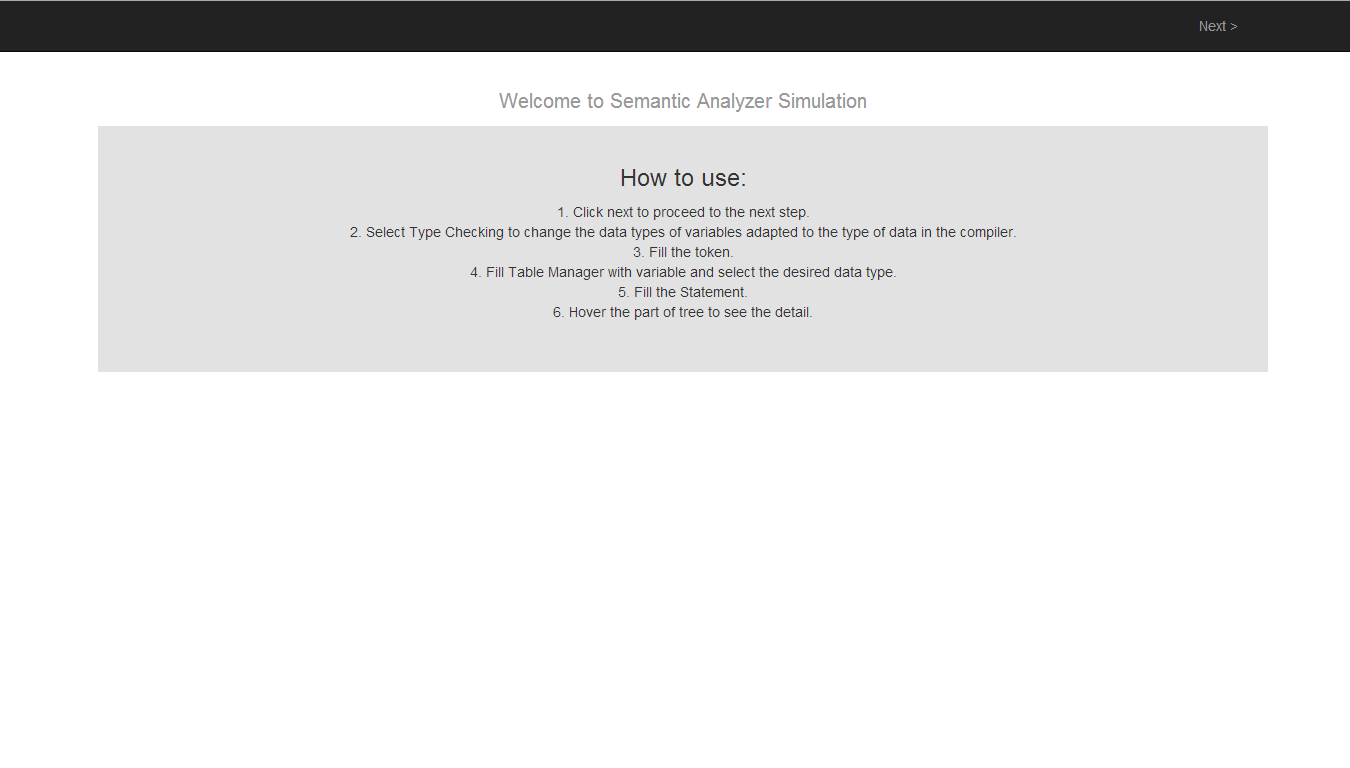 Next >
Welcome to Semantic Analyzer Simulation
How to use:
1. Click next to proceed to the next step.
2. Select Type Checking to change the data types of variables adapted to the type of data in the compiler.
3. Fill the token.
4. Fill Table Manager with variable and select the desired data type.
5. Fill the Statement.
6. Hover the part of tree to see the detail.